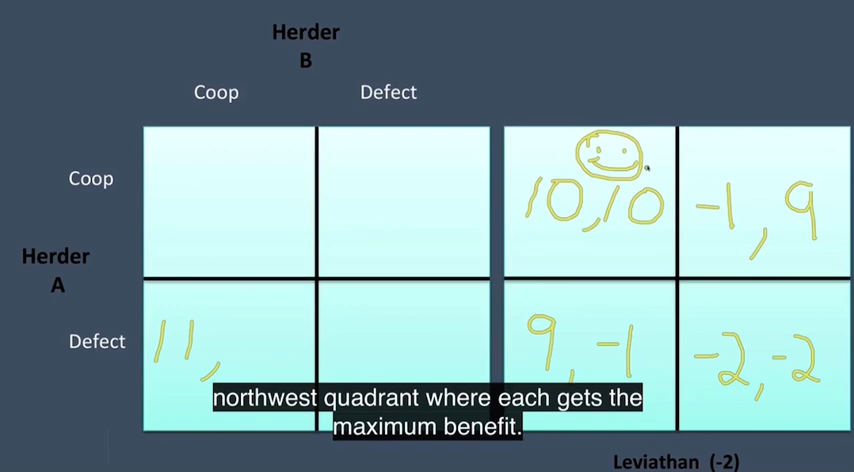 Herder
B
Coop Defect
Coop
10,10 -1, 9
Herder
A
Defect
11, 9, -1 -2, -2
northwest quadrant where each gets the
maximum benefit.
Leviathan (-2)